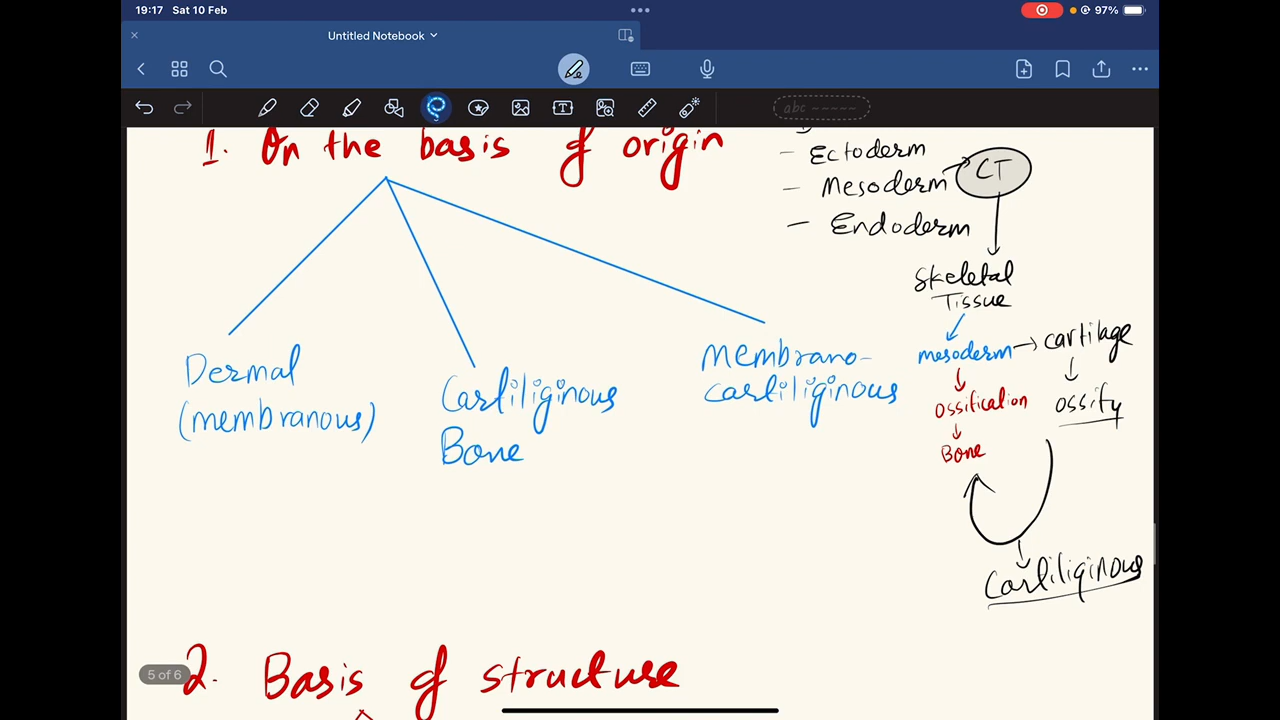 19:17 Sat 10 Feb
97%
Untitled Notebook
abc
1. On the basis of origin
- Ectoderm
- Mesoderm
CT
- Endoderm
Skeletal
Tissue
mesoderm
cartilage
Ossification
ossify
Bone
Cartiliginous
Dermal
(membranous)
Cartiliginous
Bone
Membrano-
cartiliginous
5 of 6
2. Basis of structure